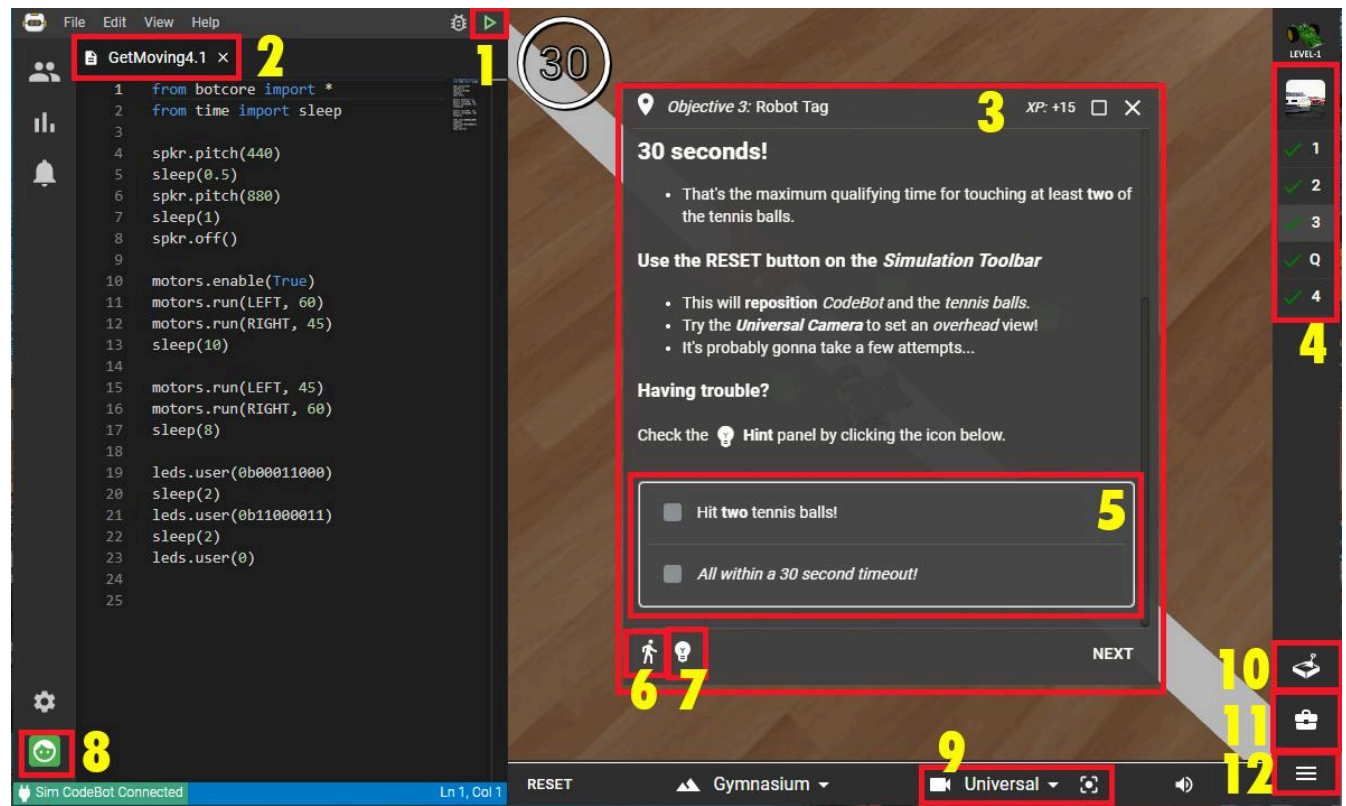 File Edit View Help
1
GetMoving4.1 ×
2
1 from botcore import *
2 from time import sleep
3
4 spkr.pitch(440)
5 sleep(0.5)
6 spkr.pitch(880)
7 sleep(1)
8 spkr.off()
9
10 motors.enable(True)
11 motors.run(LEFT, 60)
12 motors.run(RIGHT, 45)
13 sleep(10)
14
15 motors.run(LEFT, 45)
16 motors.run(RIGHT, 60)
17 sleep(8)
18
19 leds.user(0b00011000)
20 sleep(2)
21 leds.user(0b11000011)
22 sleep(2)
23 leds.user(0)
24
25
8
Sim CodeBot Connected
Ln 1, Col 1
30
Objective 3: Robot Tag
3
XP: +15
30 seconds!
• That's the maximum qualifying time for touching at least two of
the tennis balls.
Use the RESET button on the Simulation Toolbar
• This will reposition CodeBot and the tennis balls.
• Try the Universal Camera to set an overhead view!
• It's probably gonna take a few attempts...
Having trouble?
Check the Hint panel by clicking the icon below.
Hit two tennis balls!
5
All within a 30 second timeout!
6
7
NEXT
9
RESET
Gymnasium
Universal
LEVEL-1
1
2
3
Q
4
4
10
11
12